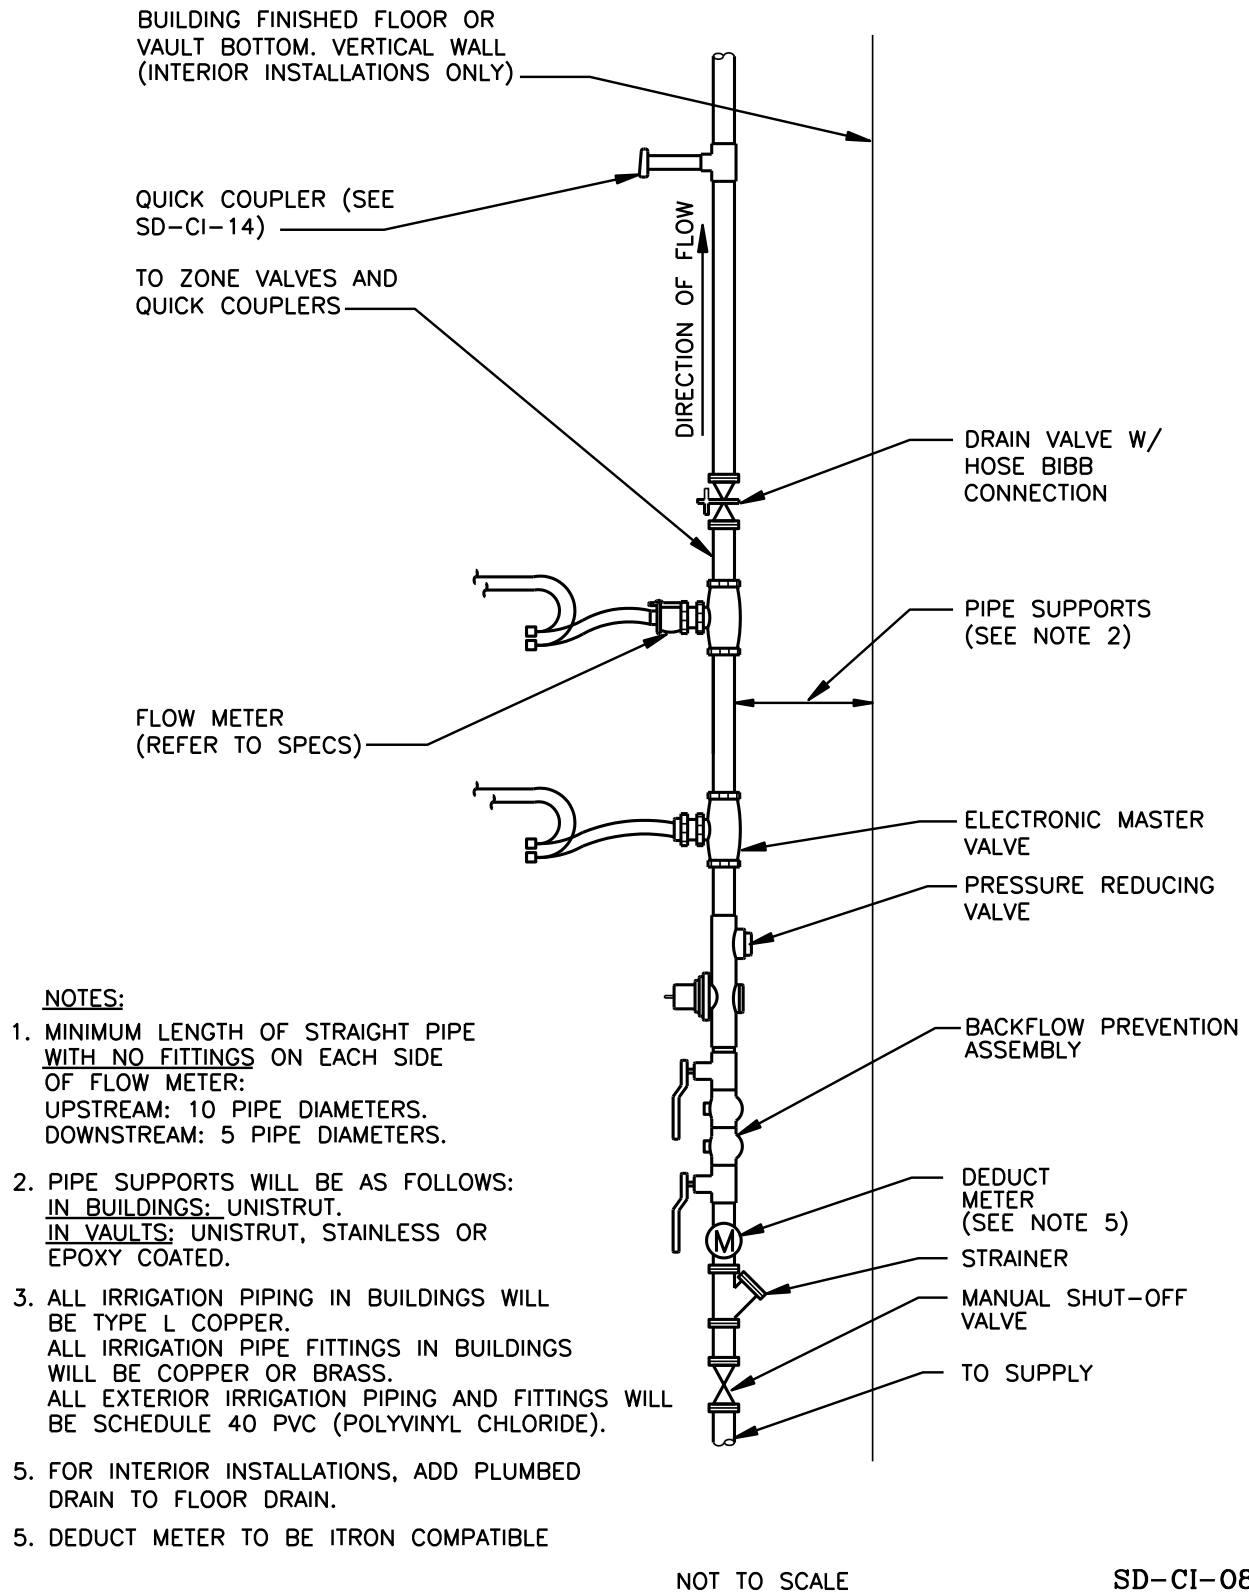 BUILDING FINISHED FLOOR OR
VAULT BOTTOM. VERTICAL WALL
(INTERIOR INSTALLATIONS ONLY)
QUICK COUPLER (SEE
SD-CI-14)
TO ZONE VALVES AND
QUICK COUPLERS
DIRECTION OF FLOW
DRAIN VALVE W/
HOSE BIBB
CONNECTION
PIPE SUPPORTS
(SEE NOTE 2)
FLOW METER
(REFER TO SPECS)
ELECTRONIC MASTER
VALVE
PRESSURE REDUCING
VALVE
BACKFLOW PREVENTION
ASSEMBLY
DEDUCT
METER
(SEE NOTE 5)
M
STRAINER
MANUAL SHUT-OFF
VALVE
TO SUPPLY
NOTES:
1. MINIMUM LENGTH OF STRAIGHT PIPE
WITH NO FITTINGS ON EACH SIDE
OF FLOW METER:
UPSTREAM: 10 PIPE DIAMETERS.
DOWNSTREAM: 5 PIPE DIAMETERS.
2. PIPE SUPPORTS WILL BE AS FOLLOWS:
IN BUILDINGS: UNISTRUT.
IN VAULTS: UNISTRUT, STAINLESS OR
EPOXY COATED.
3. ALL IRRIGATION PIPING IN BUILDINGS WILL
BE TYPE L COPPER.
ALL IRRIGATION PIPE FITTINGS IN BUILDINGS
WILL BE COPPER OR BRASS.
ALL EXTERIOR IRRIGATION PIPING AND FITTINGS WILL
BE SCHEDULE 40 PVC (POLYVINYL CHLORIDE).
5. FOR INTERIOR INSTALLATIONS, ADD PLUMBED
DRAIN TO FLOOR DRAIN.
5. DEDUCT METER TO BE ITRON COMPATIBLE
NOT TO SCALE
SD-CI-08